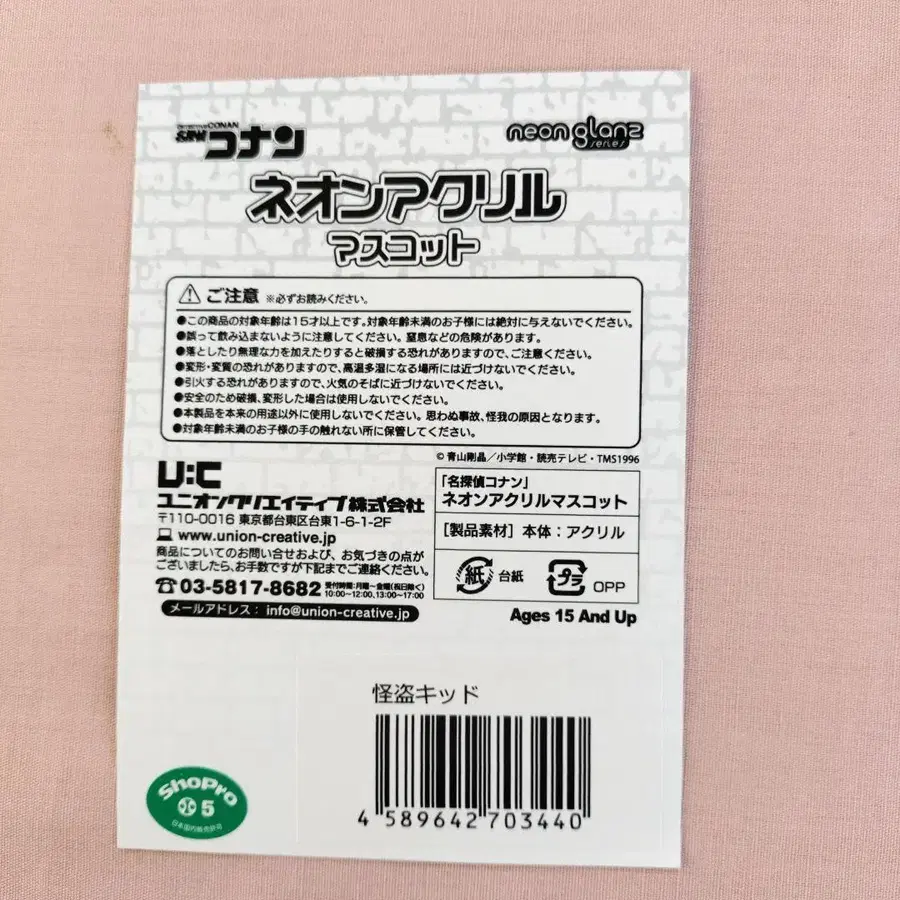 DETECTIVE CONAN
名探偵コナン
neon glanz
series
ネオンアクリル
マスコット
ご注意 ※必ずお読みください。
●この商品の対象年齢は15才以上です。対象年齢未満のお子様には絶対に与えないでください。
●誤って飲み込まないように注意してください。窒息などの危険があります。
●落としたり無理な力を加えたりすると破損する恐れがありますので、ご注意ください。
●変形・変質の恐れがありますので、高温多湿になる場所には近づけないでください。
●引火する恐れがありますので、火気のそばに近づけないでください。
●安全のため破損、変形した場合は使用しないでください。
●本製品を本来の用途以外に使用しないでください。思わぬ事故、怪我の原因となります。
●対象年齢未満のお子様の手の触れない所に保管してください。
© 青山剛昌／小学館・読売テレビ・TMS1996
U:C
ユニオンクリエイティブ株式会社
〒110-0016 東京都台東区台東1-6-1-2F
www.union-creative.jp
商品についてのお問い合せおよび、お気づきの点が
ございましたら、お手数ですが下記までご連絡ください。
☎03-5817-8682 受付時間:月曜～金曜(祝日除く)
10:00~12:00、13:00~17:00
メールアドレス： info@union-creative.jp
「名探偵コナン」
ネオンアクリルマスコット
［製品素材］本体：アクリル
紙 台紙
プラ OPP
Ages 15 And Up
怪盗キッド
4 589642 703440
ShoPro
5
日本国内販売許可